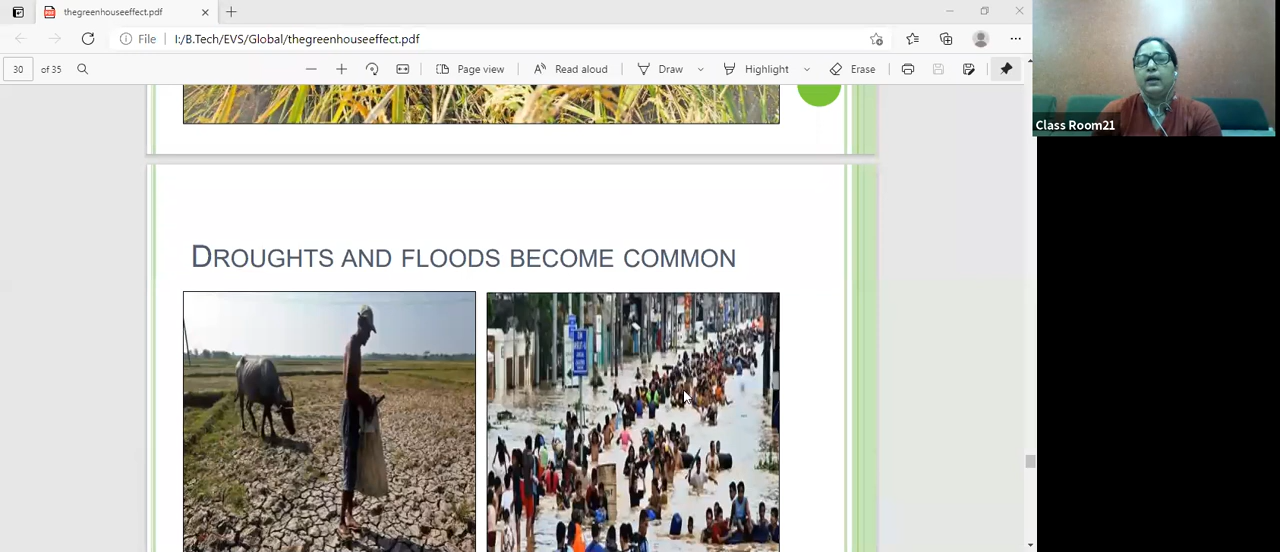 thegreenhouseeffect.pdf
File
I:/B.Tech/EVS/Global/thegreenhouseeffect.pdf
30 of 35
Page view
Read aloud
Draw
Highlight
Erase
Class Room21
DROUGHTS AND FLOODS BECOME COMMON